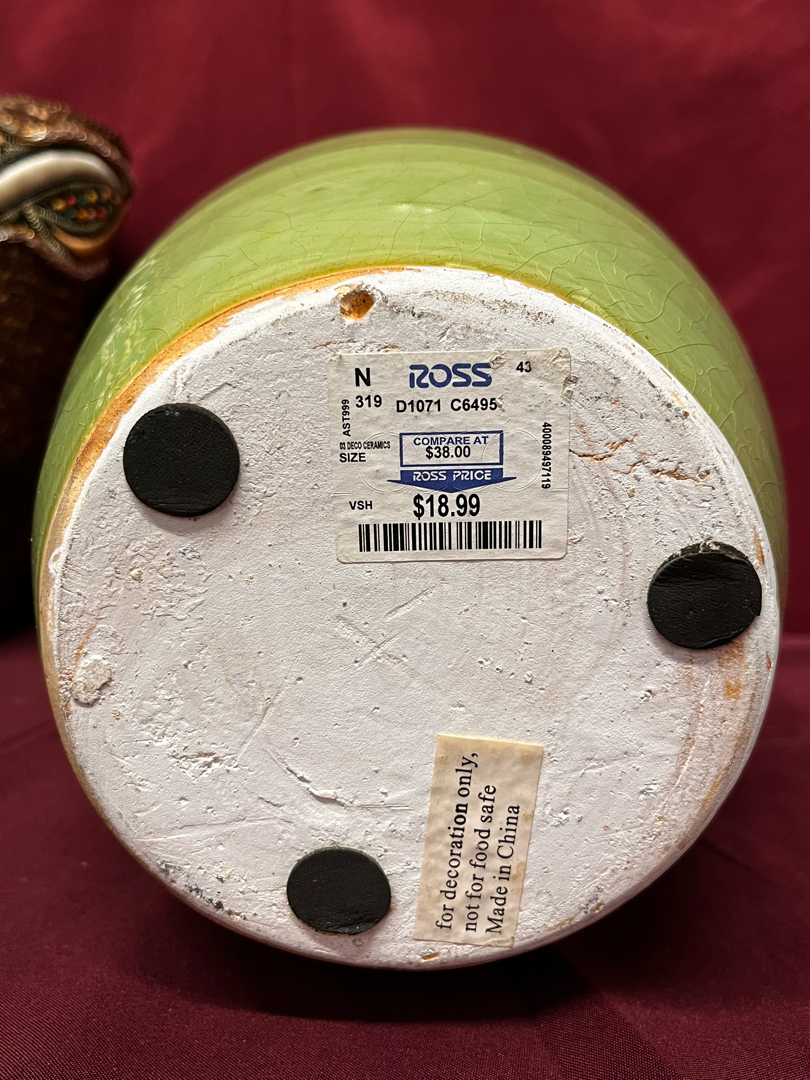 N ROSS 43
AST999
319 D1071 C6495
03 DECO CERAMICS
SIZE
COMPARE AT
$38.00
ROSS PRICE
VSH $18.99
400089497119
for decoration only,
not for food safe
Made in China